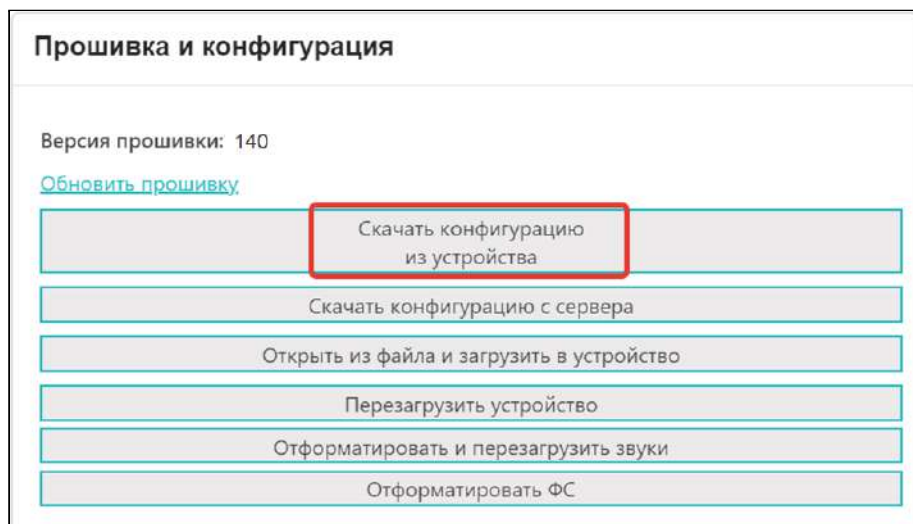 Прошивка и конфигурация
Версия прошивки: 140
Обновить прошивку
Скачать конфигурацию
из устройства
Скачать конфигурацию с сервера
Открыть из файла и загрузить в устройство
Перезагрузить устройство
Отформатировать и перезагрузить звуки
Отформатировать ФС